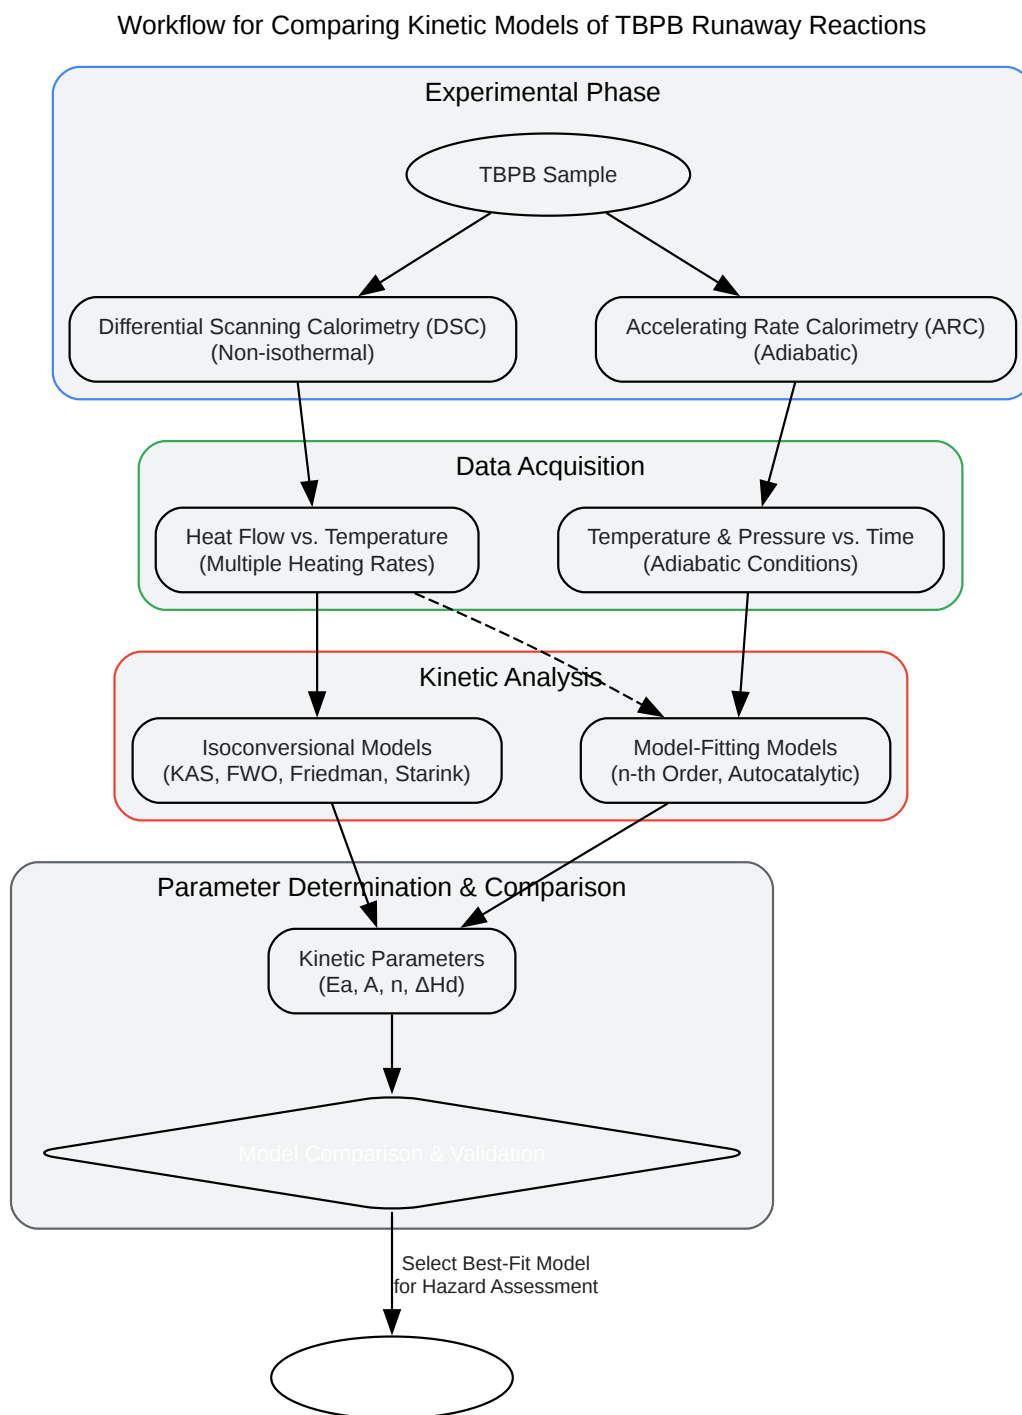 Workflow for Comparing Kinetic Models of TBPB Runaway Reactions
Experimental Phase
TBPB Sample
Differential Scanning Calorimetry (DSC)
(Non-isothermal)
Accelerating Rate Calorimetry (ARC)
(Adiabatic)
Data Acquisition
Heat Flow vs. Temperature
(Multiple Heating Rates)
Temperature & Pressure vs. Time
(Adiabatic Conditions)
Kinetic Analysis
Isoconversional Models
(KAS, FWO, Friedman, Starink)
Model-Fitting Models
(n-th Order, Autocatalytic)
Parameter Determination & Comparison
Kinetic Parameters
(Ea, A, n, ΔHd)
Model Comparison & Validation
Select Best-Fit Model
for Hazard Assessment